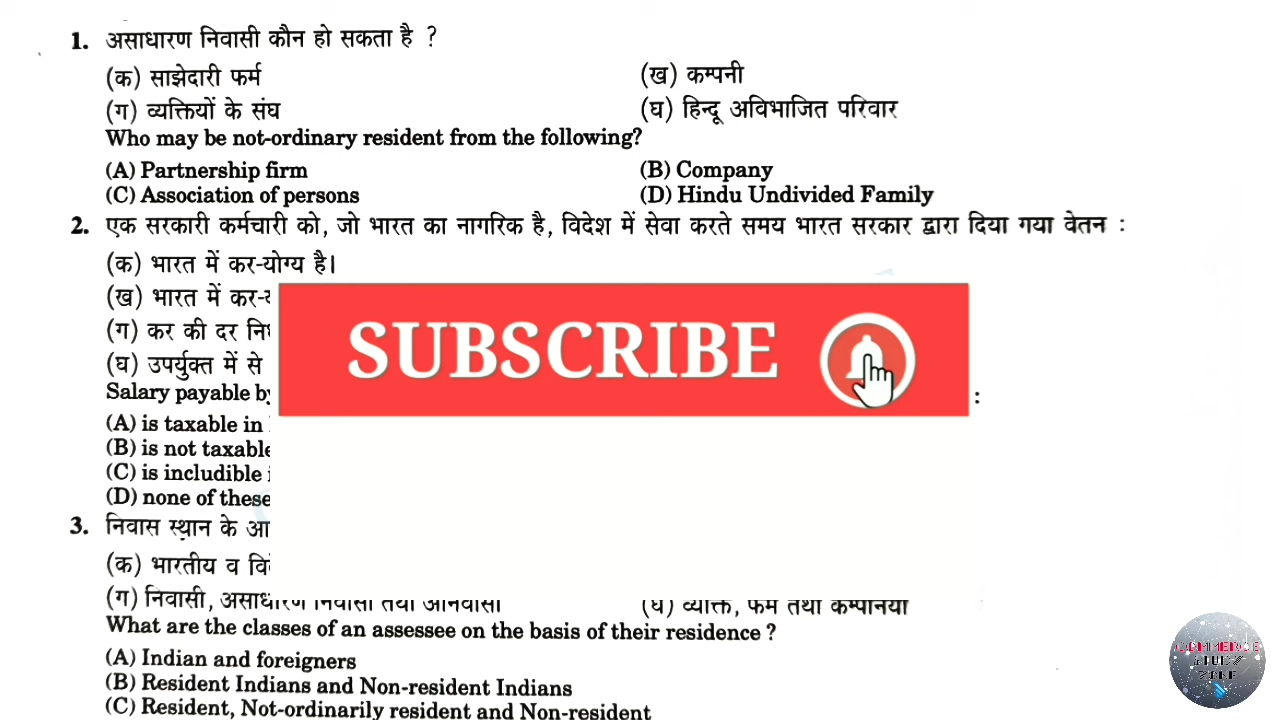 1. असाधारण निवासी कौन हो सकता है ?
(क) साझेदारी फर्म (ख) कम्पनी
(ग) व्यक्तियों के संघ (घ) हिन्दू अविभाजित परिवार
Who may be not-ordinary resident from the following?
(A) Partnership firm (B) Company
(C) Association of persons (D) Hindu Undivided Family
2. एक सरकारी कर्मचारी को, जो भारत का नागरिक है, विदेश में सेवा करते समय भारत सरकार द्वारा दिया गया वेतन :
(क) भारत में कर-योग्य है।
(ख) भारत में
(ग) कर की दर
(घ) उपर्युक्त में से
SUBSCRIBE
Salary payable :
(A) is taxable in
(B) is not
(C) is includible
(D) none of these
3. निवास स्थान के
(क) भारतीय व
(ग) निवासी, असाधारण निवासी तथा अनिवासी (घ) व्यक्ति, फर्म तथा कम्पनियाँ
What are the classes of an assessee on the basis of their residence ?
(A) Indian and foreigners
(B) Resident Indians and Non-resident Indians
(C) Resident, Not-ordinarily resident and Non-resident
COMMERCE
STUDY
ZONE